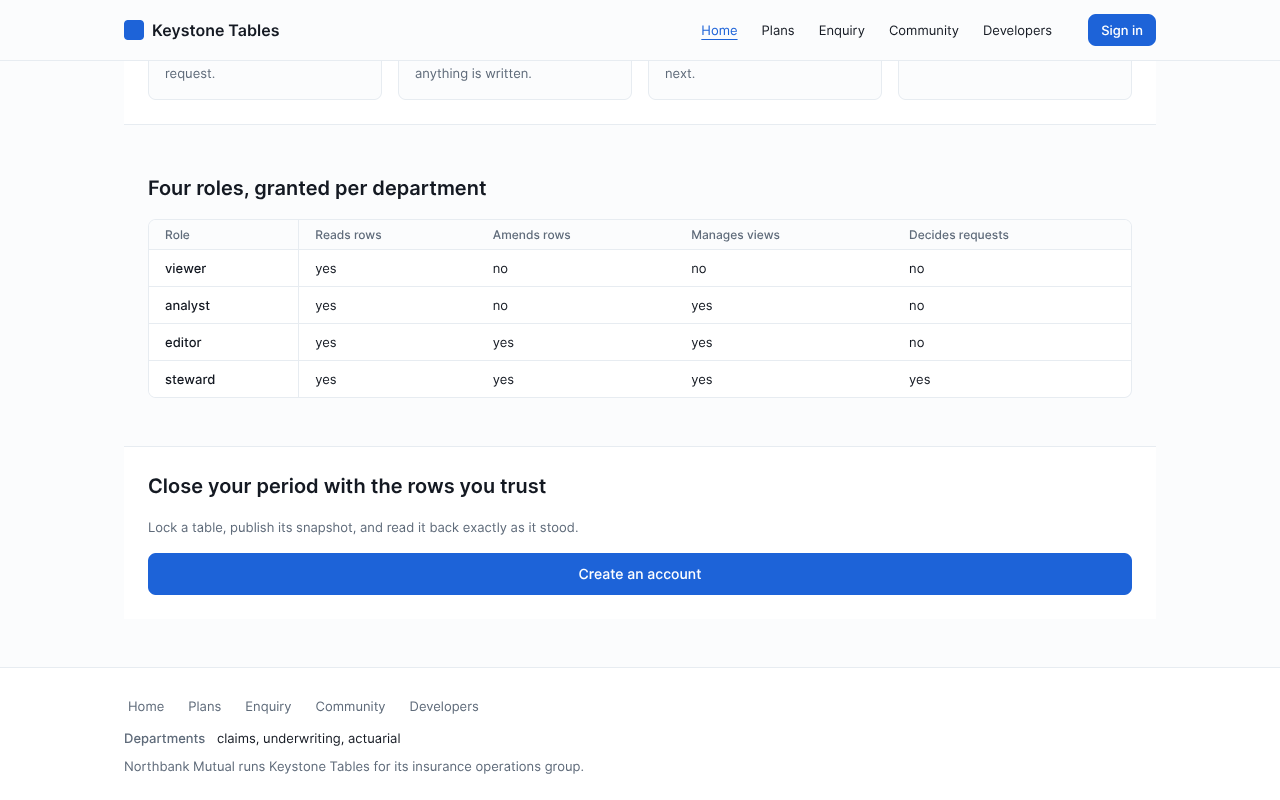 Keystone Tables
Home Plans Enquiry Community Developers Sign in
request. anything is written. next.
Four roles, granted per department
Role Reads rows Amends rows Manages views Decides requests
viewer yes no no no
analyst yes no yes no
editor yes yes yes no
steward yes yes yes yes
Close your period with the rows you trust
Lock a table, publish its snapshot, and read it back exactly as it stood.
Create an account
Home Plans Enquiry Community Developers
Departments claims, underwriting, actuarial
Northbank Mutual runs Keystone Tables for its insurance operations group.